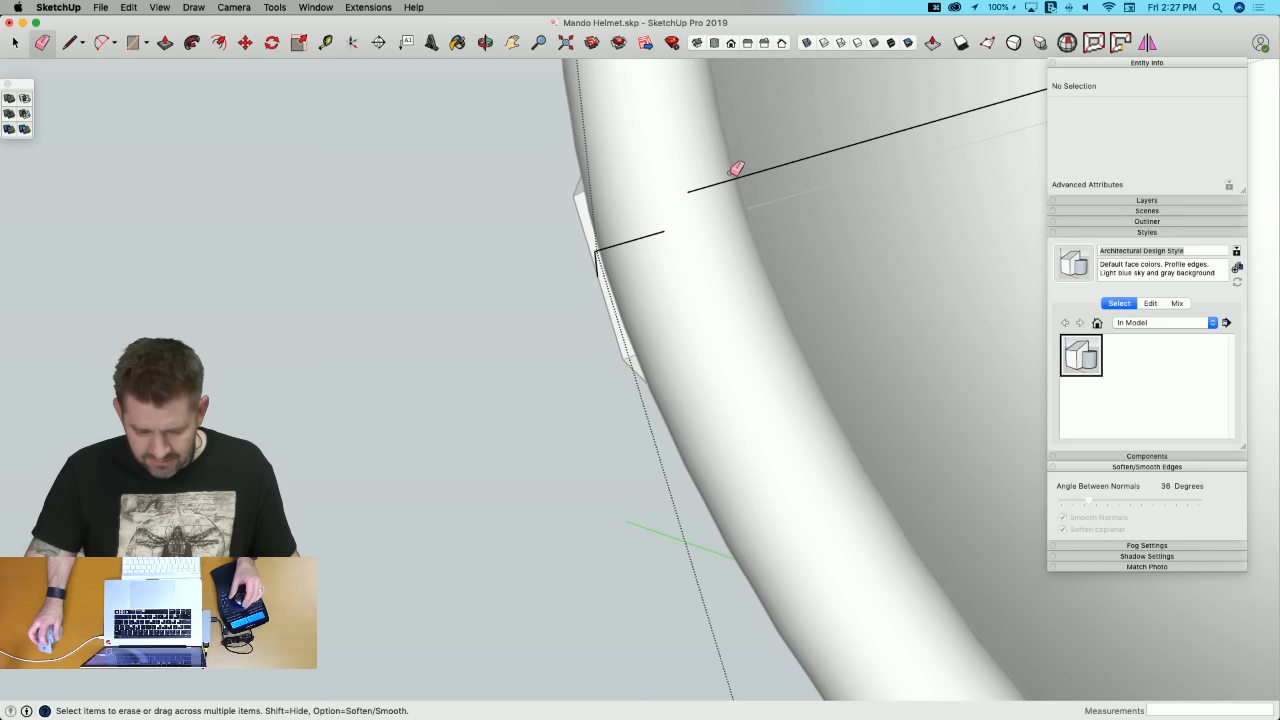 SketchUp File Edit View Draw Camera Tools Window Extensions Help
100% Fri 2:27 PM
Mando Helmet.skp - SketchUp Pro 2019
Entity Info
No Selection
Advanced Attributes
Layers
Scenes
Outliner
Styles
Architectural Design Style
Default face colors. Profile edges.
Light blue sky and gray background
Select Edit Mix
In Model
Components
Soften/Smooth Edges
Angle Between Normals 36 Degrees
Smooth Normals
Soften coplanar
Fog Settings
Shadow Settings
Match Photo
Select items to erase or drag across multiple items. Shift=Hide, Option=Soften/Smooth.
Measurements